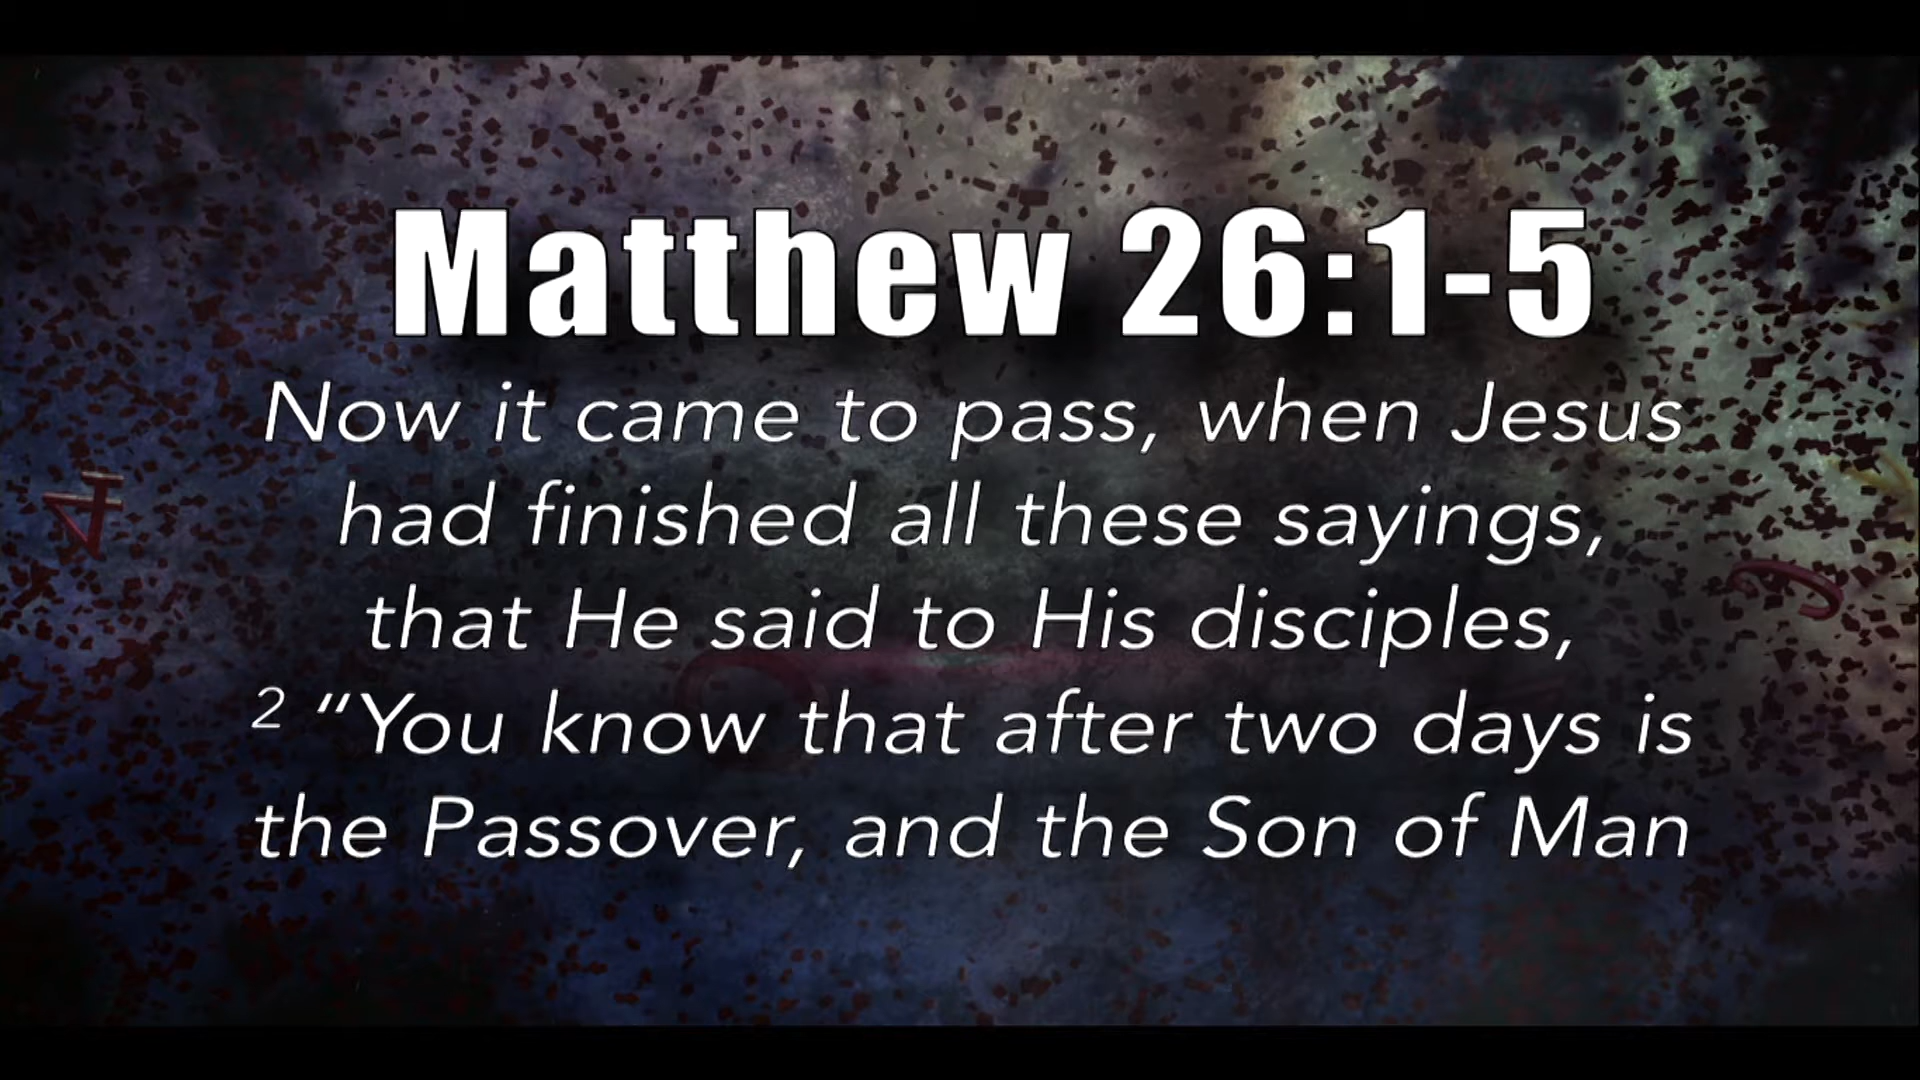 Matthew 26:1-5
Now it came to pass, when Jesus
had finished all these sayings,
that He said to His disciples,
2 “You know that after two days is
the Passover, and the Son of Man